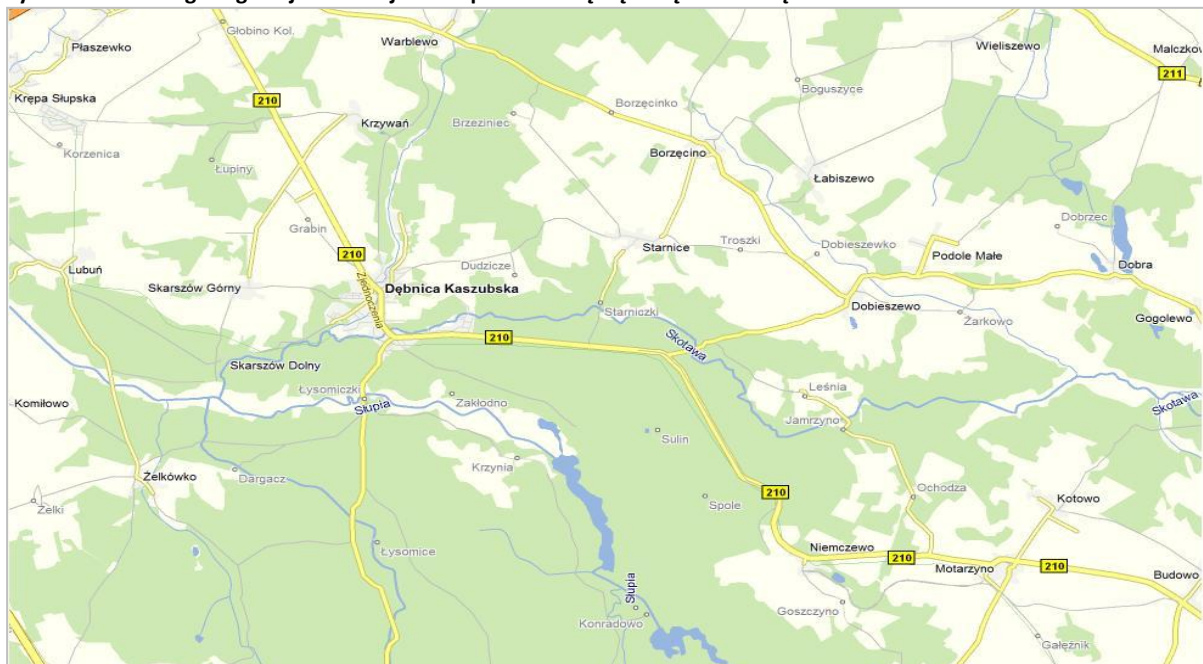 Głobino Kol.
Płaszewko
Warblewo
Wieliszewo
Malczkow
211
210
Krępa Słupska
Boguszyce
Borzęcinko
Brzeziniec
Krzywań
Korzenica
Łupiny
Borzęcino
Łabiszewo
Grabin
Dobrzec
210
Starnice
Troszki
Dobieszewko
Podole Małe
Lubuń
Dudzicze
Dobra
Skarszów Górny
Zjednoczenia
Dębnica Kaszubska
Starniczki
Dobieszewo
Żarkowo
Gogolewo
210
Skotawa
Skarszów Dolny
Łysomiczki
Leśnia
Zakłodno
Komiłowo
Słupia
Skotawa
Jamrzyno
Sulin
Krzynia
Żelkówko
Dargacz
210
Ochodza
Kotowo
Żelki
Spole
Łysomice
Niemczewo
210
Motarzyno
210
Budowo
Słupia
Goszczyno
Konradowo
Gałęźnik